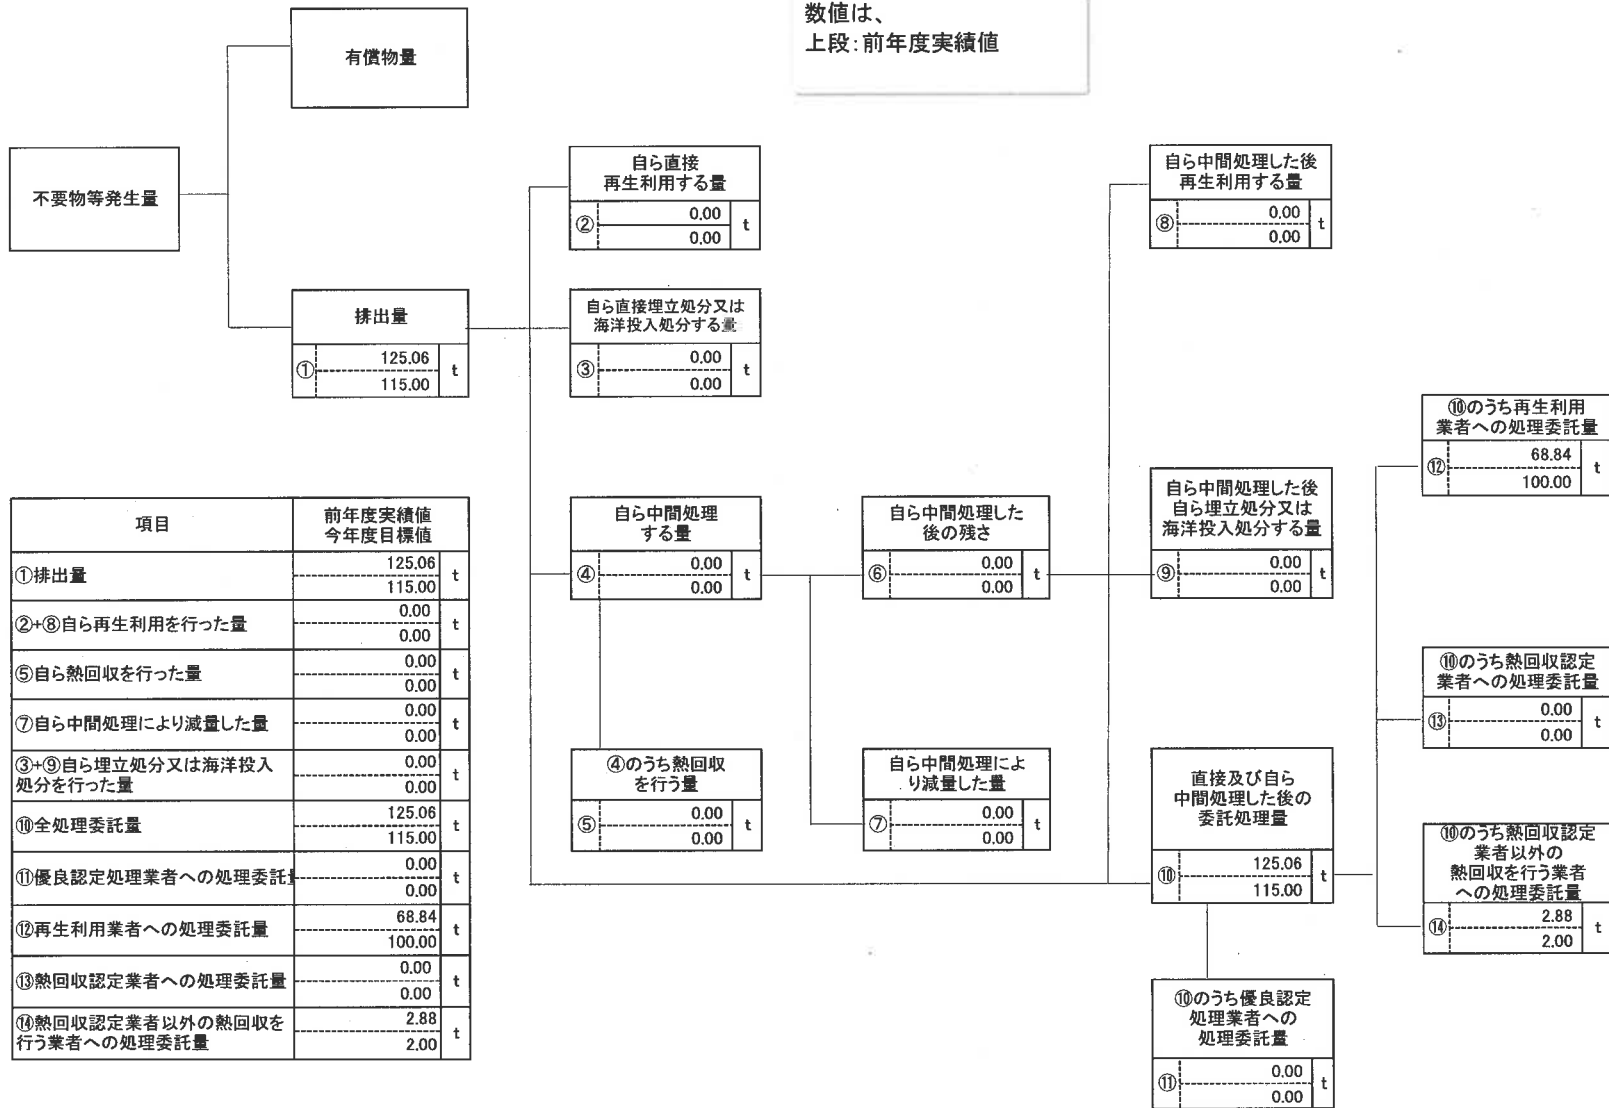 数値は、
上段:前年度実績値
有償物量
不要物等発生量
自ら直接
再生利用する量
② 0.00 t
0.00
自ら中間処理した後
再生利用する量
⑧ 0.00 t
0.00
排出量
① 125.06 t
115.00
自ら直接埋立処分又は
海洋投入処分する量
③ 0.00 t
0.00
⑩のうち再生利用
業者への処理委託量
⑫ 68.84 t
100.00
自ら中間処理
する量
④ 0.00 t
0.00
自ら中間処理した
後の残さ
⑥ 0.00 t
0.00
自ら中間処理した後
自ら埋立処分又は
海洋投入処分する量
⑨ 0.00 t
0.00
⑩のうち熱回収認定
業者への処理委託量
⑬ 0.00 t
0.00
④のうち熱回収
を行う量
⑤ 0.00 t
0.00
自ら中間処理によ
り減量した量
⑦ 0.00 t
0.00
直接及び自ら
中間処理した後の
委託処理量
⑩ 125.06 t
115.00
⑩のうち熱回収認定
業者以外の
熱回収を行う業者
への処理委託量
⑭ 2.88 t
2.00
⑩のうち優良認定
処理業者への
処理委託量
⑪ 0.00 t
0.00
項目 前年度実績値
今年度目標値
①排出量 125.06 t
115.00
②+⑧自ら再生利用を行った量 0.00 t
0.00
⑤自ら熱回収を行った量 0.00 t
0.00
⑦自ら中間処理により減量した量 0.00 t
0.00
③+⑨自ら埋立処分又は海洋投入
処分を行った量 0.00 t
0.00
⑩全処理委託量 125.06 t
115.00
⑪優良認定処理業者への処理委託 0.00 t
0.00
⑫再生利用業者への処理委託量 68.84 t
100.00
⑬熱回収認定業者への処理委託量 0.00 t
0.00
⑭熱回収認定業者以外の熱回収を
行う業者への処理委託量 2.88 t
2.00